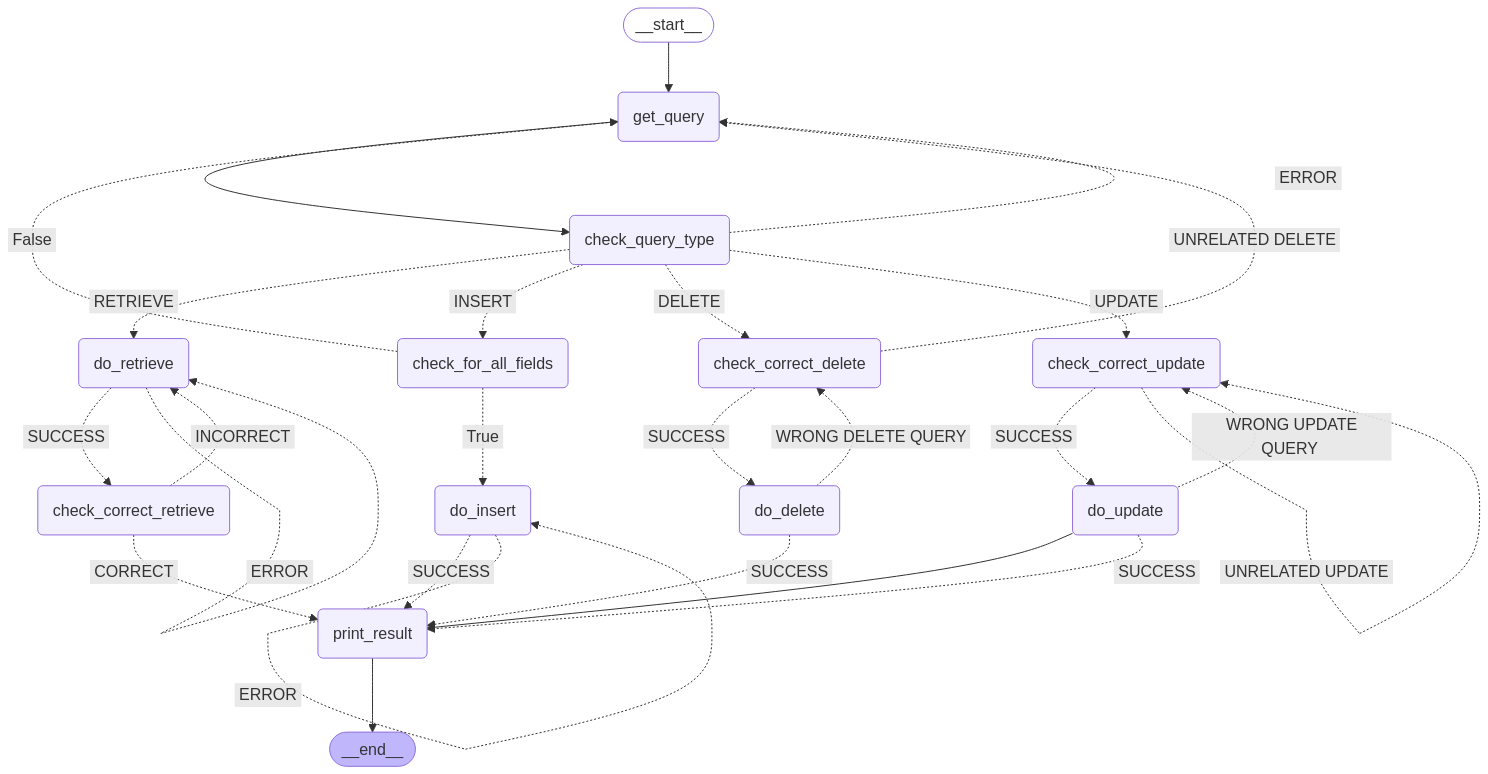 __start__
get_query
ERROR
False
check_query_type
UNRELATED DELETE
RETRIEVE
INSERT
DELETE
UPDATE
do_retrieve
check_for_all_fields
check_correct_delete
check_correct_update
SUCCESS
INCORRECT
True
SUCCESS
WRONG DELETE QUERY
SUCCESS
WRONG UPDATE
QUERY
check_correct_retrieve
do_insert
do_delete
do_update
CORRECT
ERROR
SUCCESS
SUCCESS
SUCCESS
UNRELATED UPDATE
print_result
ERROR
__end__